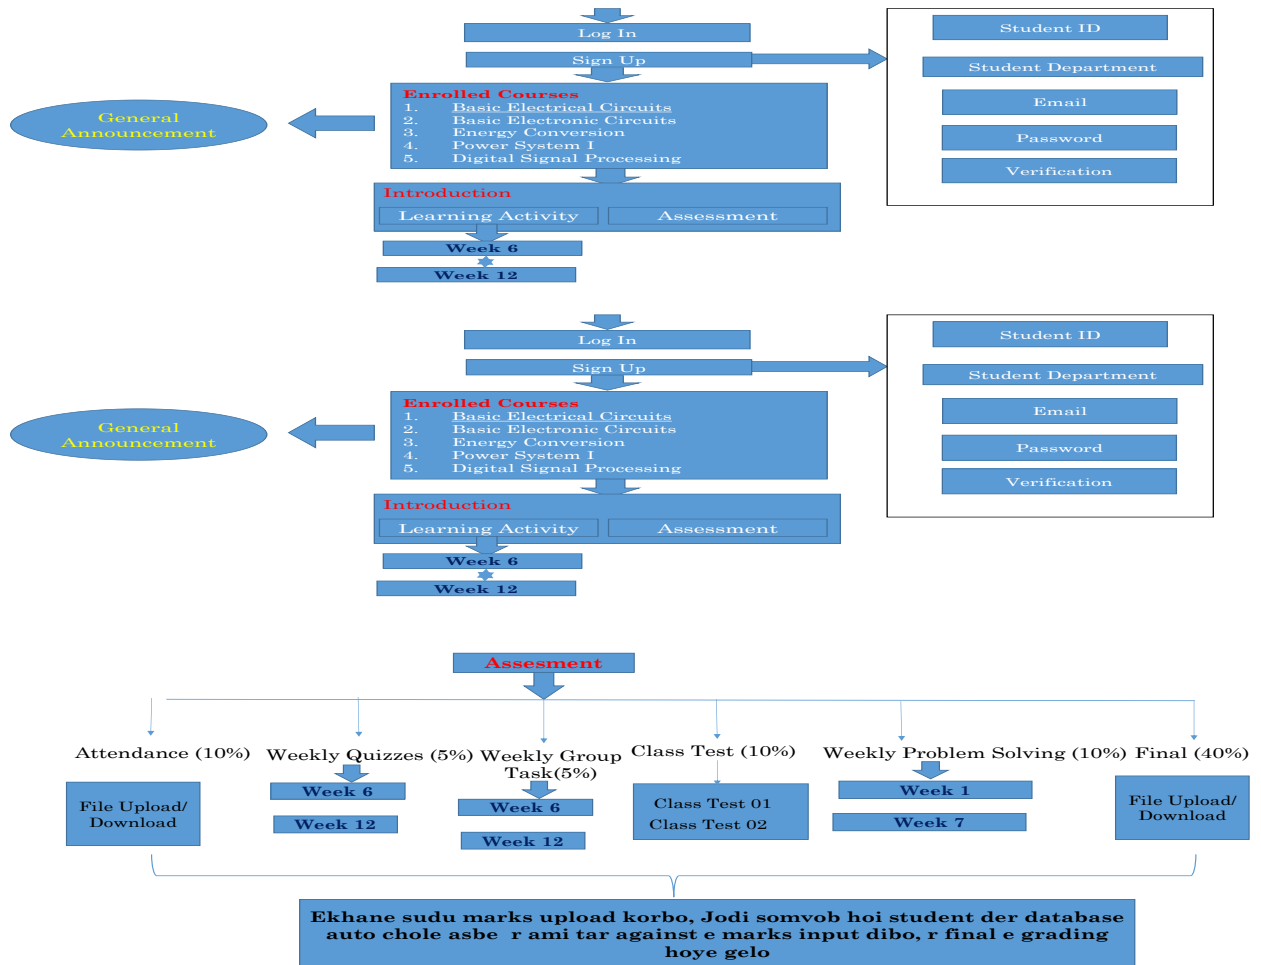 Log In
Sign Up
Student ID
Student Department
Email
Password
Verification
General
Announcement
Enrolled Courses
1. Basic Electrical Circuits
2. Basic Electronic Circuits
3. Energy Conversion
4. Power System I
5. Digital Signal Processing
Introduction
Learning Activity
Assessment
Week 6
Week 12
Log In
Sign Up
Student ID
Student Department
Email
Password
Verification
General
Announcement
Enrolled Courses
1. Basic Electrical Circuits
2. Basic Electronic Circuits
3. Energy Conversion
4. Power System I
5. Digital Signal Processing
Introduction
Learning Activity
Assessment
Week 6
Week 12
Assesment
Attendance (10%)
File Upload/
Download
Weekly Quizzes (5%)
Week 6
Week 12
Weekly Group
Task(5%)
Week 6
Week 12
Class Test (10%)
Class Test 01
Class Test 02
Weekly Problem Solving (10%)
Week 1
Week 7
Final (40%)
File Upload/
Download
Ekhane sudu marks upload korbo, Jodi somvob hoi student der database
auto chole asbe r ami tar against e marks input dibo, r final e grading
hoye gelo